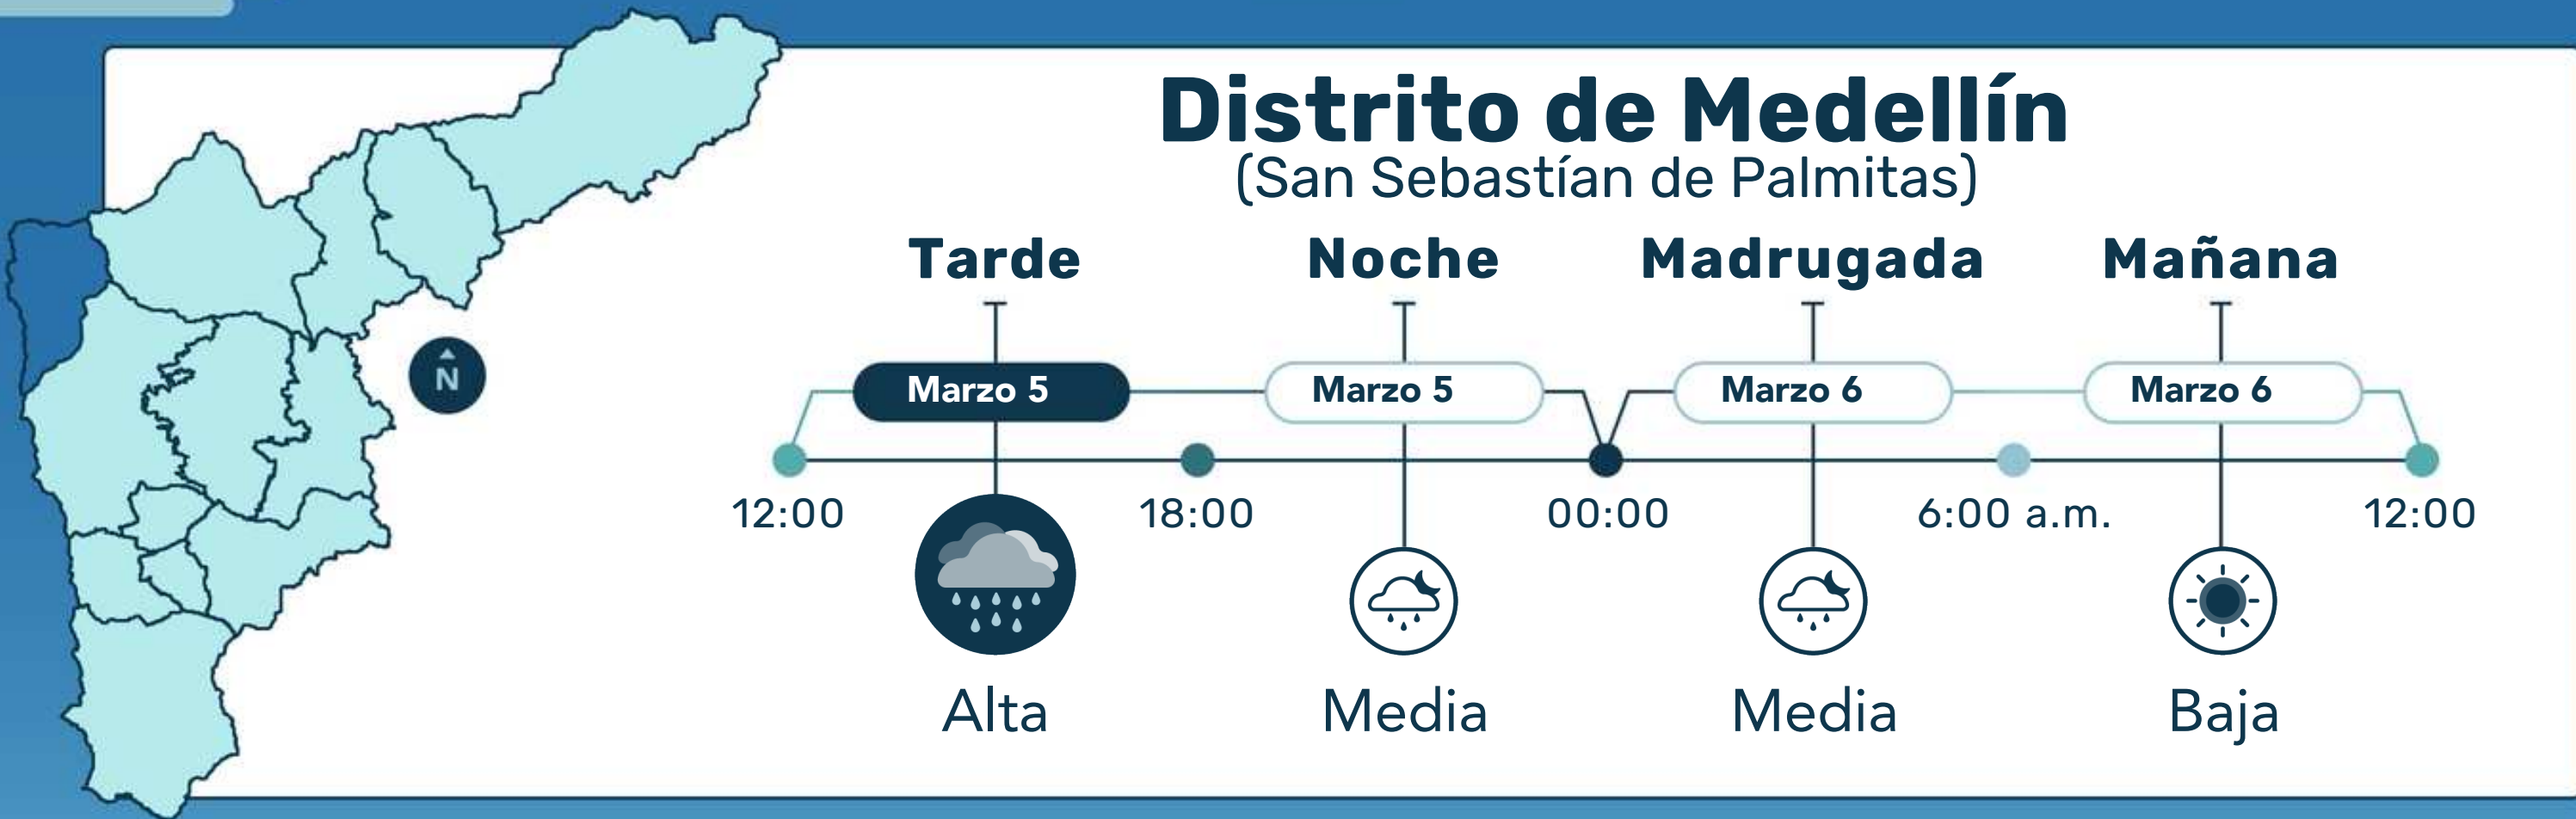 Distrito de Medellín
(San Sebastían de Palmitas)
Tarde Noche Madrugada Mañana
Marzo 5 Marzo 5 Marzo 6 Marzo 6
N
12:00 18:00 00:00 6:00 a.m. 12:00
Alta Media Media Baja